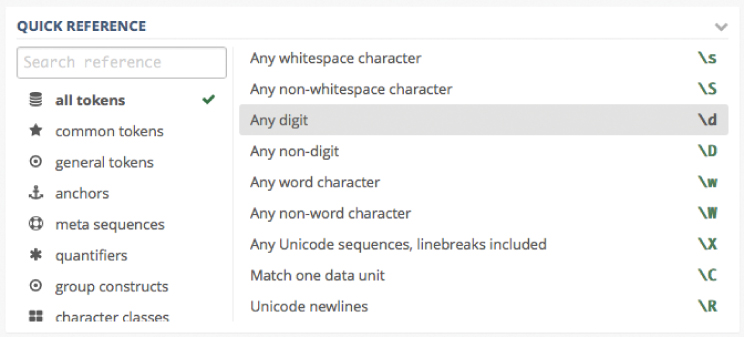 QUICK REFERENCE
Search reference
all tokens
common tokens
general tokens
anchors
meta sequences
quantifiers
group constructs
character classes
Any whitespace character \s
Any non-whitespace character \S
Any digit \d
Any non-digit \D
Any word character \w
Any non-word character \W
Any Unicode sequences, linebreaks included \X
Match one data unit \C
Unicode newlines \R